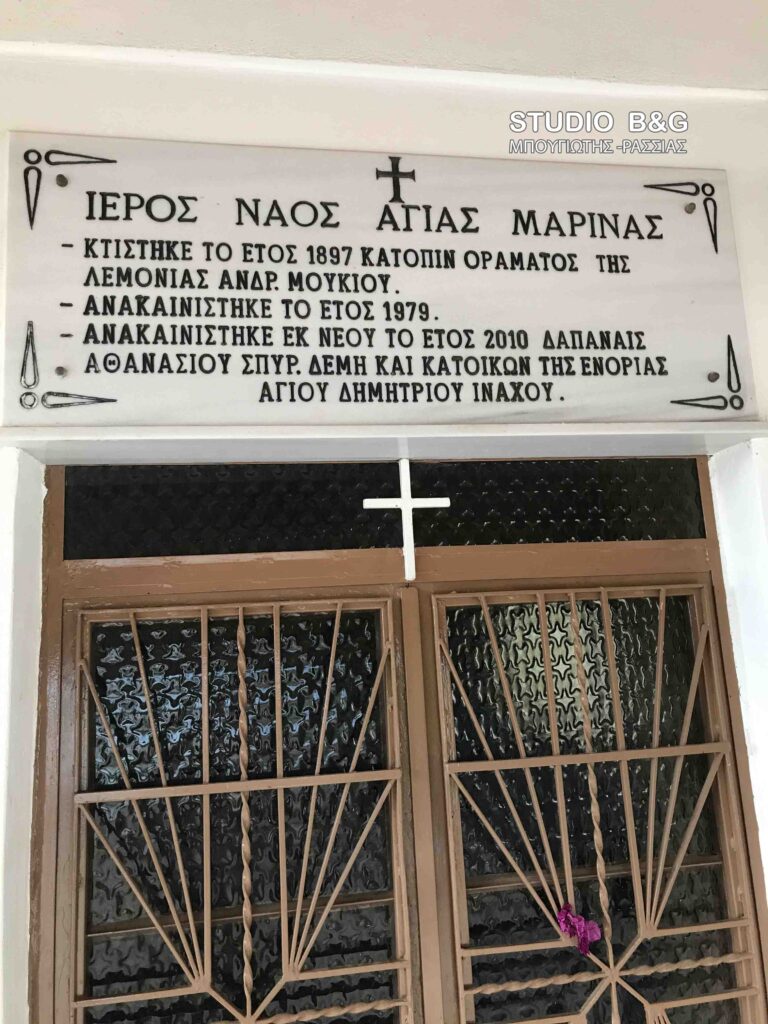 STUDIO B&G
ΜΠΟΥΓΙΩΤΗΣ -ΡΑΣΣΙΑΣ
ΙΕΡΟΣ ΝΑΟΣ ΑΓΙΑΣ ΜΑΡΙΝΑΣ
- ΚΤΙΣΤΗΚΕ ΤΟ ΕΤΟΣ 1897 ΚΑΤΟΠΙΝ ΟΡΑΜΑΤΟΣ ΤΗΣ
ΛΕΜΟΝΙΑΣ ΑΝΔΡ. ΜΟΥΚΙΟΥ.
- ΑΝΑΚΑΙΝΙΣΤΗΚΕ ΤΟ ΕΤΟΣ 1979.
- ΑΝΑΚΑΙΝΙΣΤΗΚΕ ΕΚ ΝΕΟΥ ΤΟ ΕΤΟΣ 2010 ΔΑΠΑΝΑΙΣ
ΑΘΑΝΑΣΙΟΥ ΣΠΥΡ. ΔΕΜΗ ΚΑΙ ΚΑΤΟΙΚΩΝ ΤΗΣ ΕΝΟΡΙΑΣ
ΑΓΙΟΥ ΔΗΜΗΤΡΙΟΥ ΙΝΑΧΟΥ.